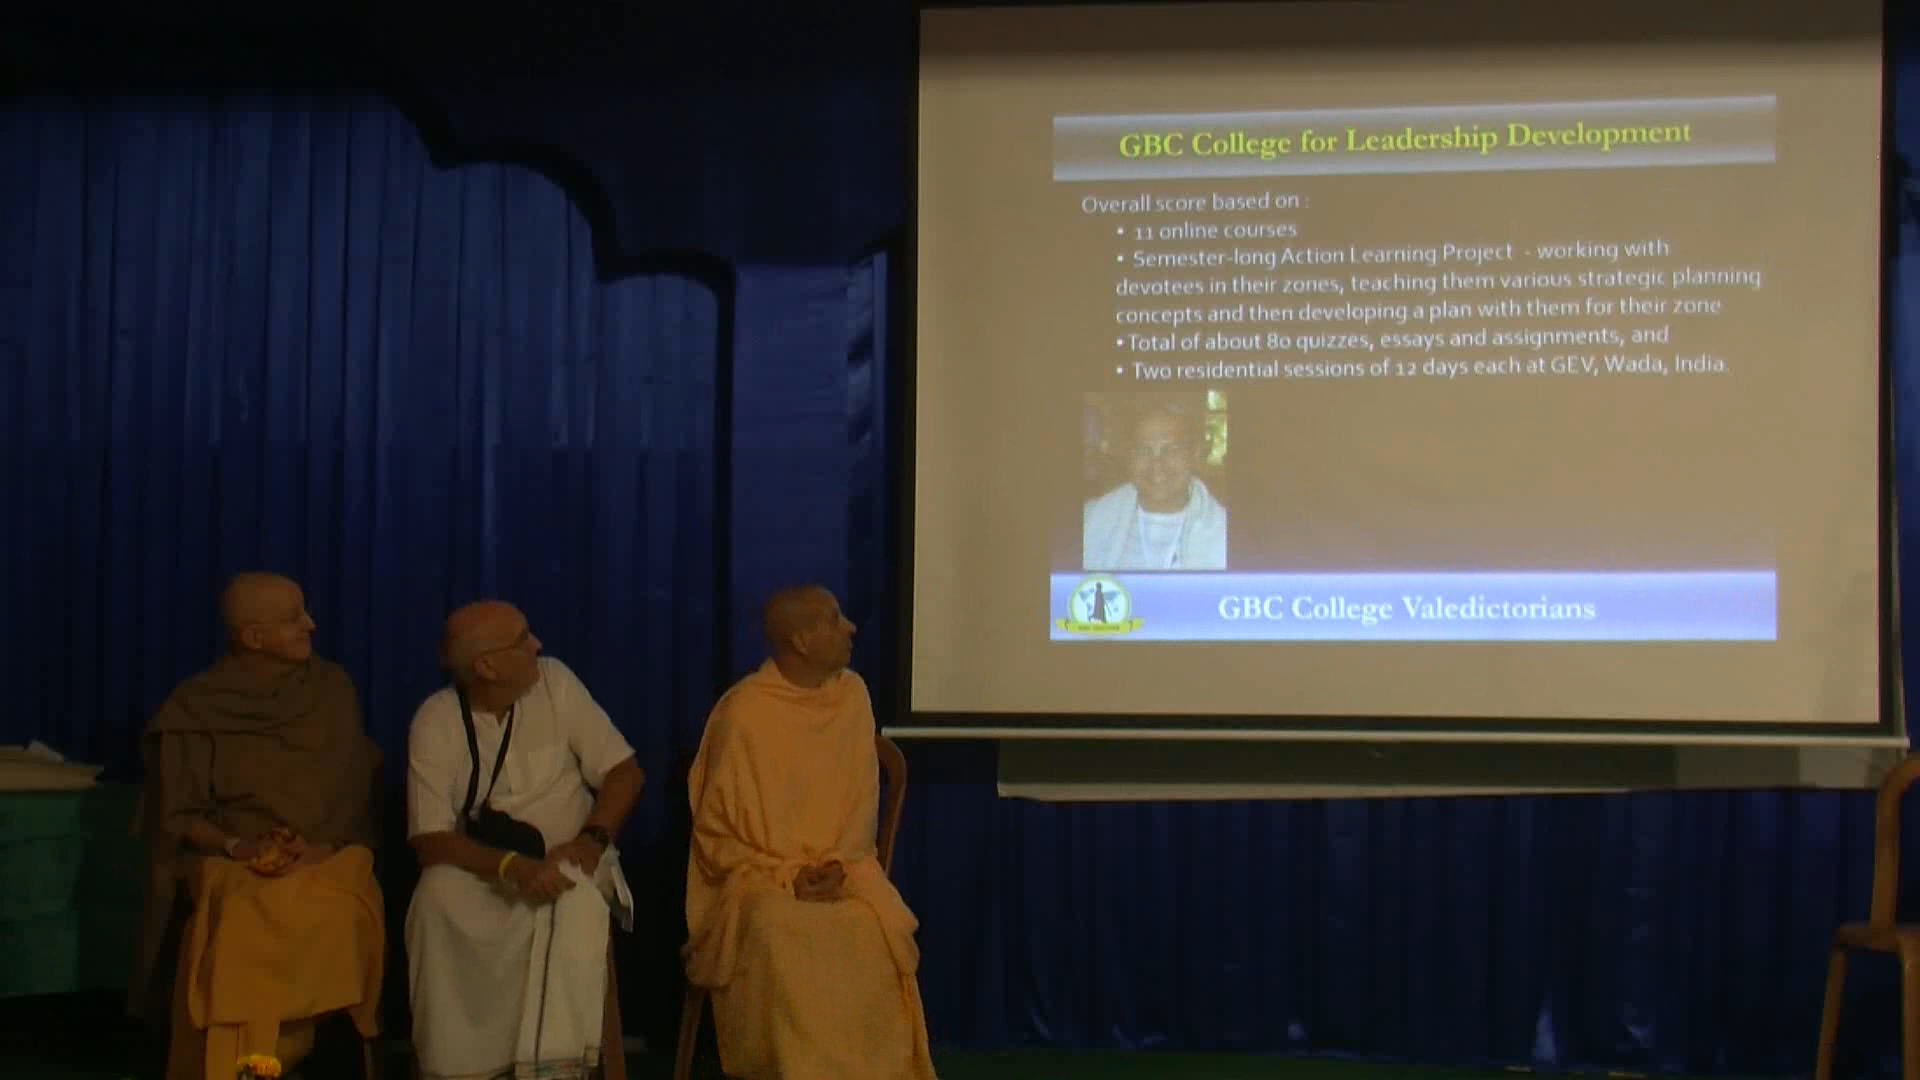 GBC College for Leadership Development
Overall score based on :
• 11 online courses
• Semester-long Action Learning Project - working with
devotees in their zones, teaching them various strategic planning
concepts and then developing a plan with them for their zone
• Total of about 80 quizzes, essays and assignments, and
• Two residential sessions of 12 days each at GEV, Wada, India.
GBC College Valedictorians